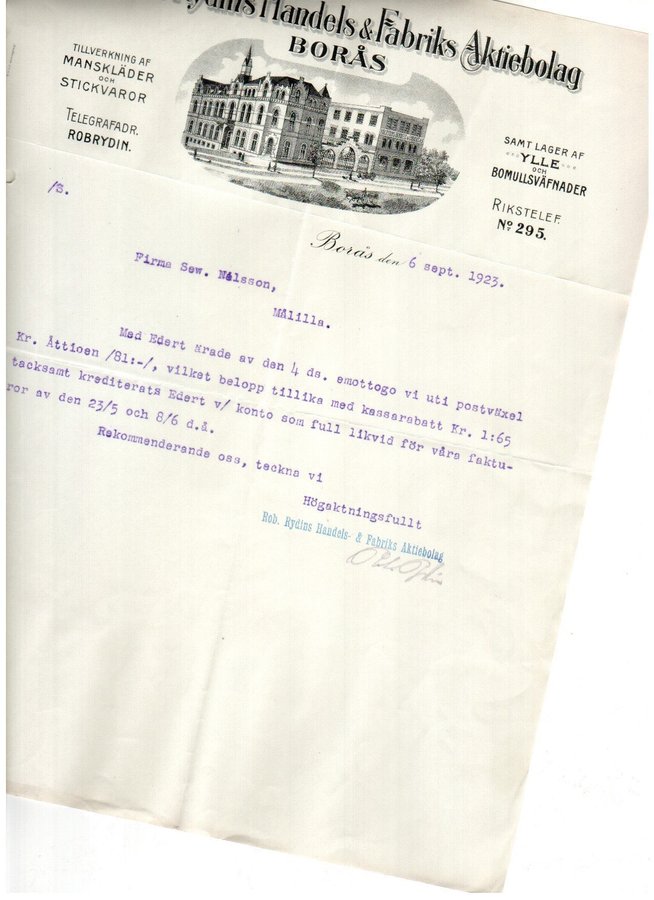 Rydins Handels & Fabriks Aktiebolag
BORÅS
TILLVERKNING AF
MANSKLÄDER
OCH
STICKVAROR
TELEGRAFADR.
ROBRYDIN.
SAMT LAGER AF
YLLE
OCH
BOMULLSVÄFNADER
RIKSTELEF.
No 295.
/3.
Borås den 6 sept. 1923.
Firma Sew. Nilsson,
Målilla.
Med Edert ärade av den 4 ds. emottogo vi uti postväxel
Kr. Åttioen /81:-/, vilket belopp tillika med kassarabatt Kr. 1:65
tacksamt krediterats Edert v/ konto som full likvid för våra faktu-
ror av den 23/5 och 8/6 d.å.
Rekommenderande oss, teckna vi
Högaktningsfullt
Rob. Rydins Handels- & Fabriks Aktiebolag